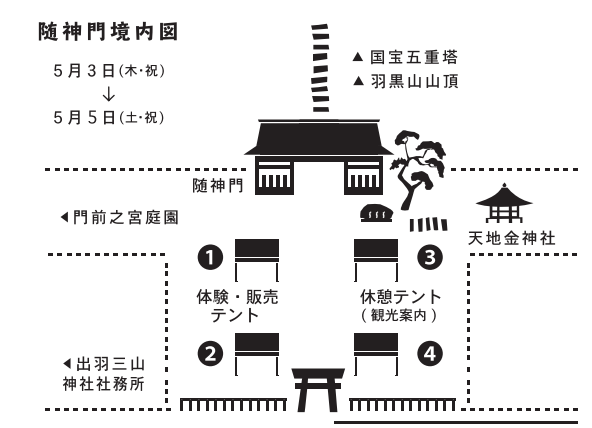 随神門境内図
5月3日(木・祝)
↓
5月5日(土・祝)
▲国宝五重塔
▲羽黒山山頂
随神門
◀門前之宮庭園
天地金神社
❶
❸
体験・販売
テント
休憩テント
(観光案内)
❷
❹
◀出羽三山
神社社務所